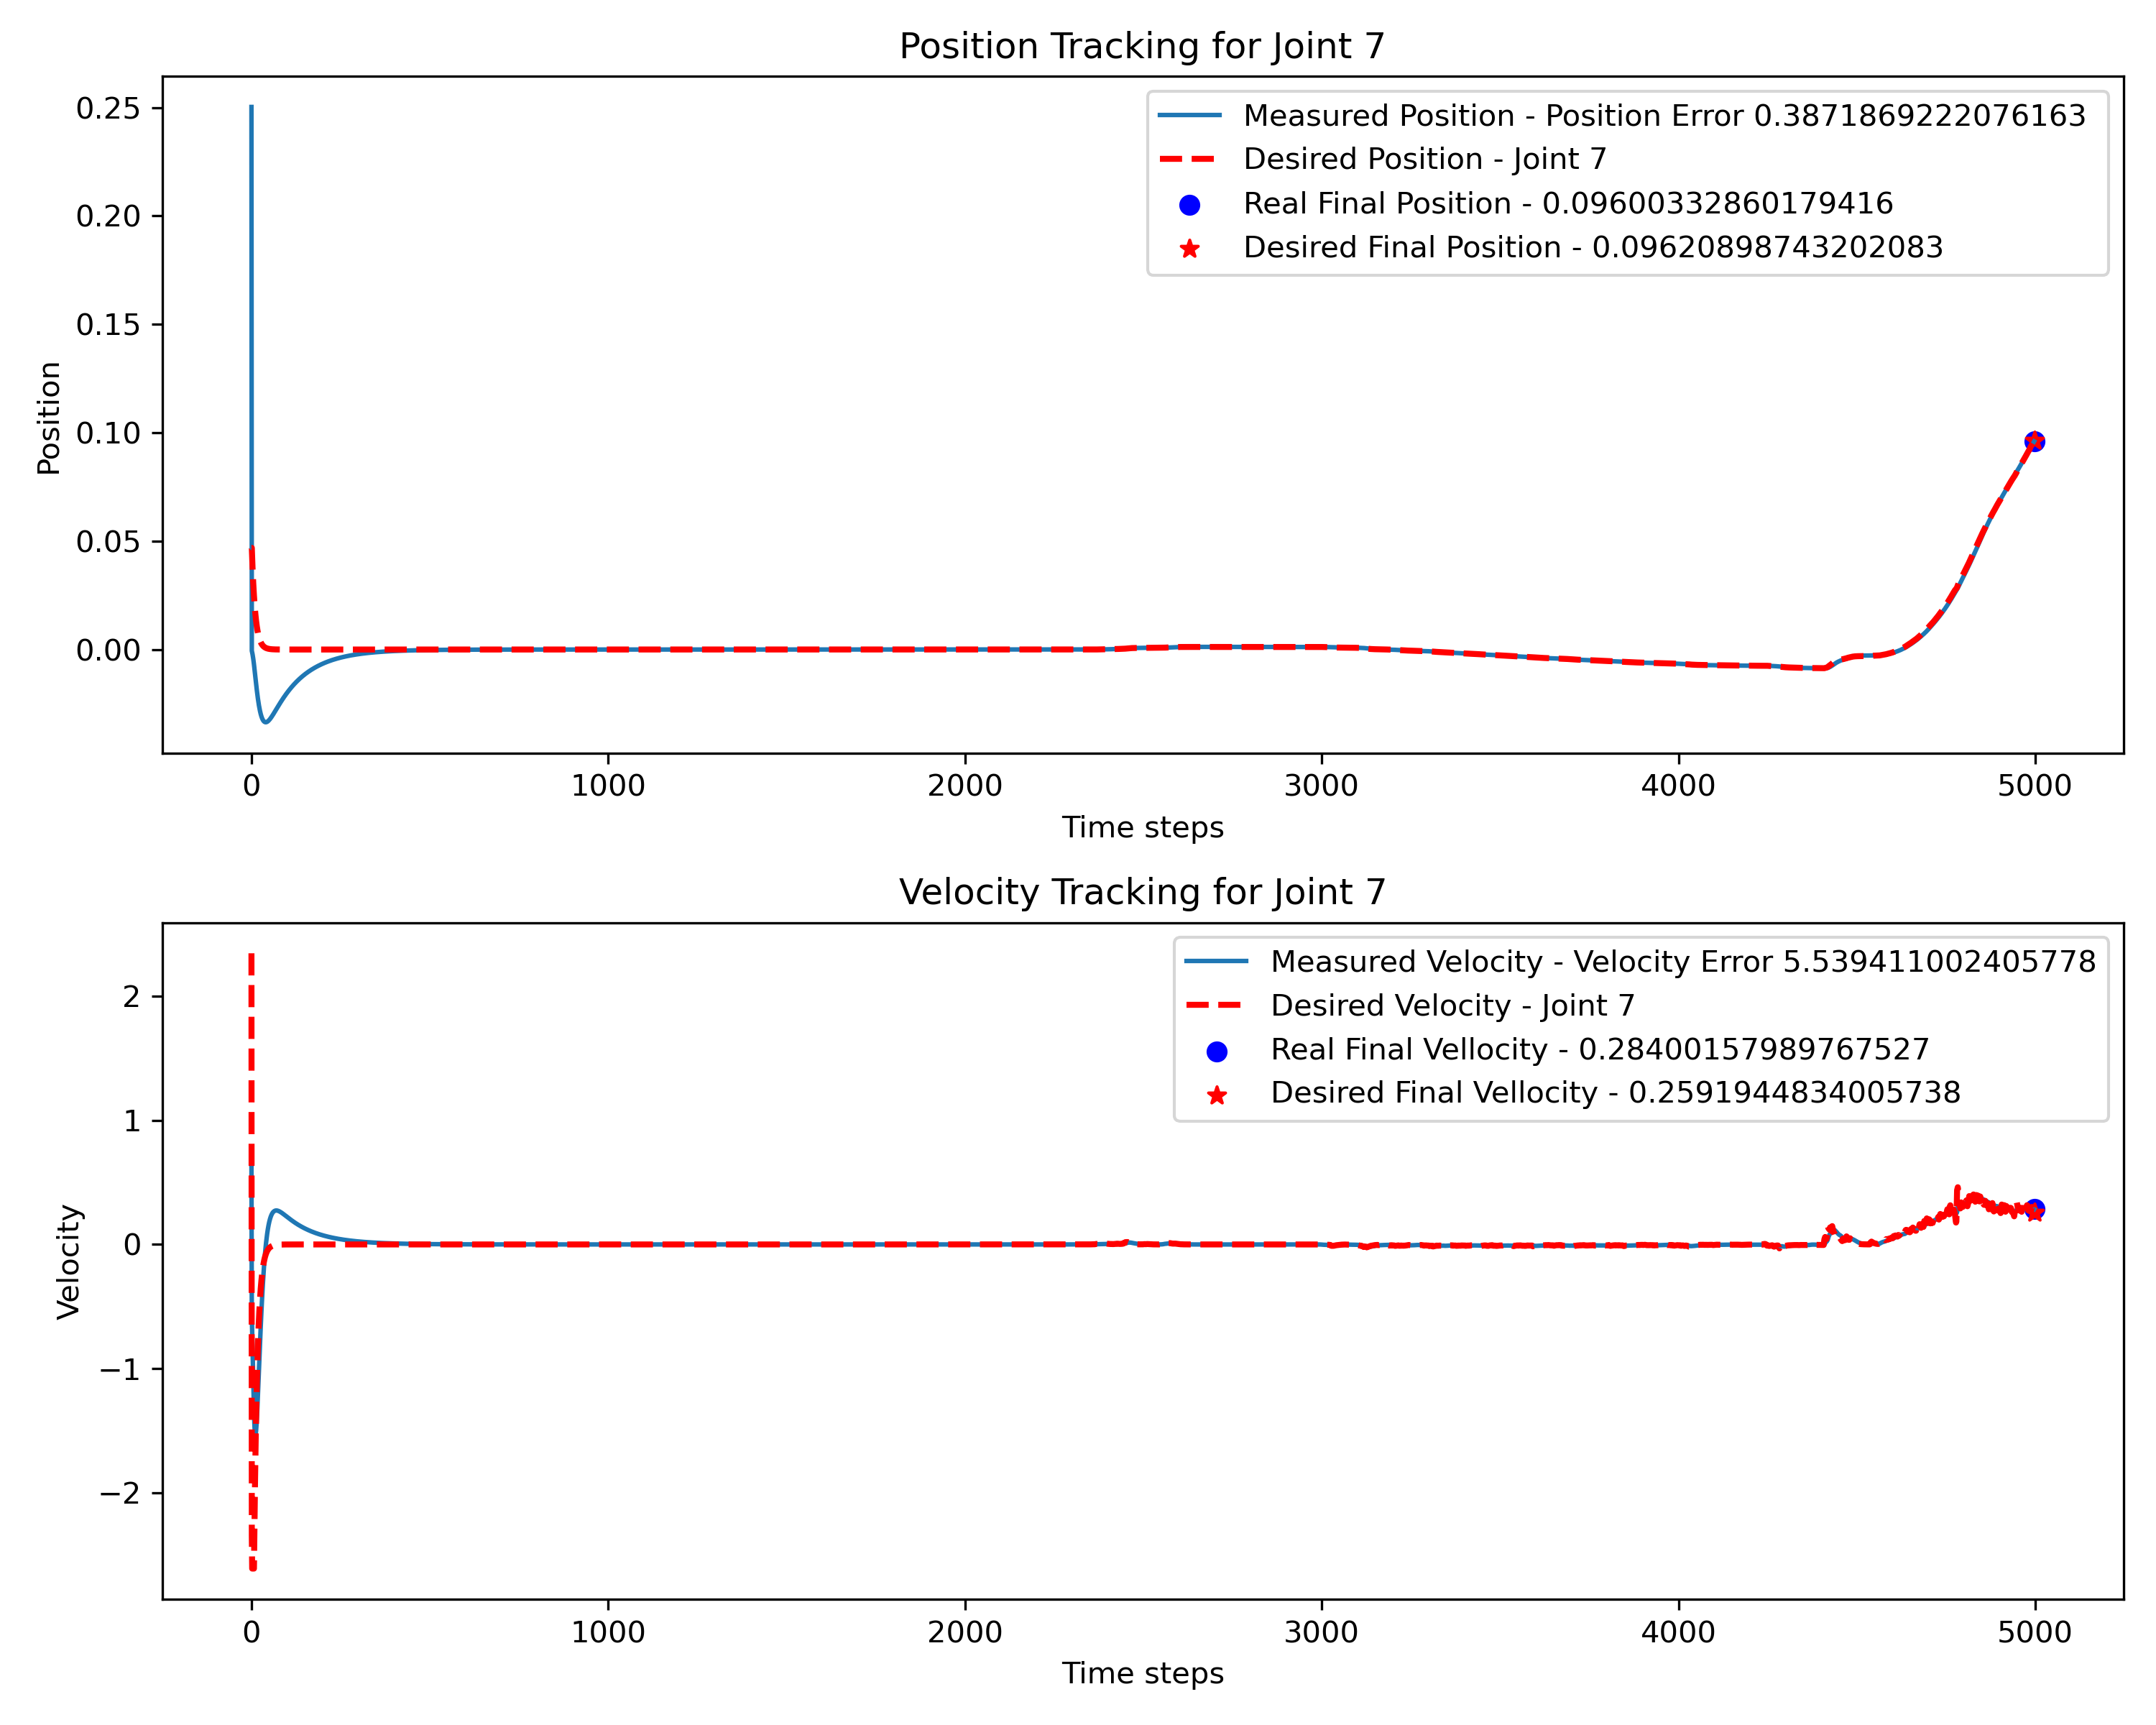 Position Tracking for Joint 7
Measured Position - Position Error 0.3871869222076163
Desired Position - Joint 7
Real Final Position - 0.09600332860179416
Desired Final Position - 0.09620898743202083
0.25
0.20
0.15
0.10
0.05
0.00
Position
0 1000 2000 3000 4000 5000
Time steps
Velocity Tracking for Joint 7
Measured Velocity - Velocity Error 5.539411002405778
Desired Velocity - Joint 7
Real Final Vellocity - 0.28400157989767527
Desired Final Vellocity - 0.2591944834005738
2
1
0
−1
−2
Velocity
0 1000 2000 3000 4000 5000
Time steps